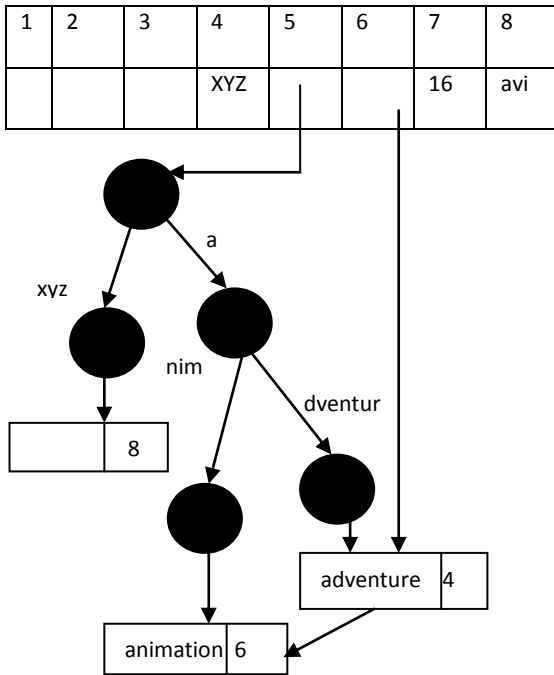 1 2 3 4 5 6 7 8
XYZ 16 avi
a
xyz
nim
dventur
8
adventure 4
animation 6